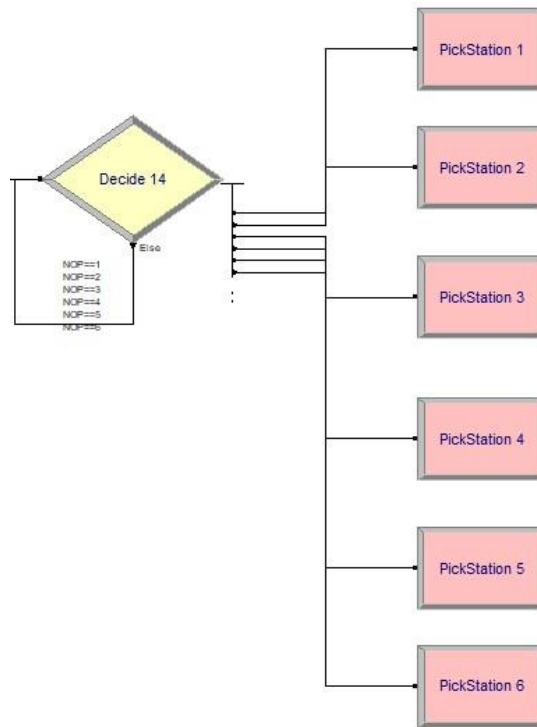 PickStation 1
PickStation 2
Decide 14
Else
NOP==1
NOP==2
NOP==3
NOP==4
NOP==5
NOP==6
PickStation 3
PickStation 4
PickStation 5
PickStation 6